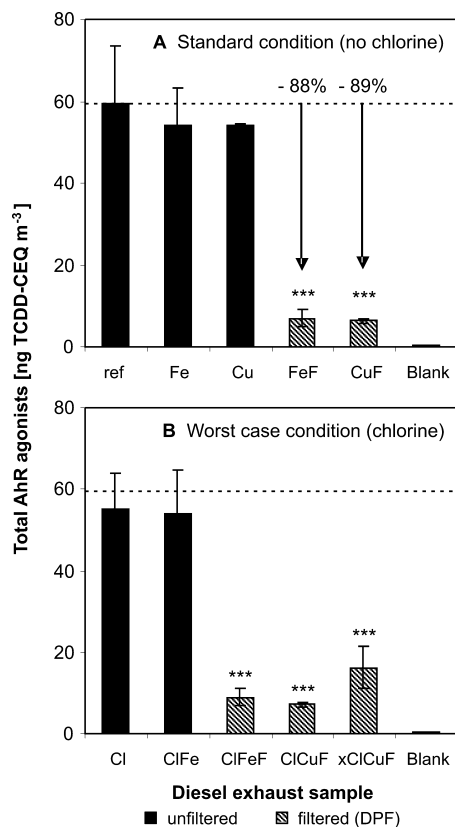 Total AhR agonists [ng TCDD-CEQ m-3]
80
60
40
20
0
A Standard condition (no chlorine)
- 88% - 89%
*** ***
ref Fe Cu FeF CuF Blank
80
60
40
20
0
B Worst case condition (chlorine)
***
*** ***
Cl ClFe ClFeF ClCuF xClCuF Blank
Diesel exhaust sample
unfiltered filtered (DPF)